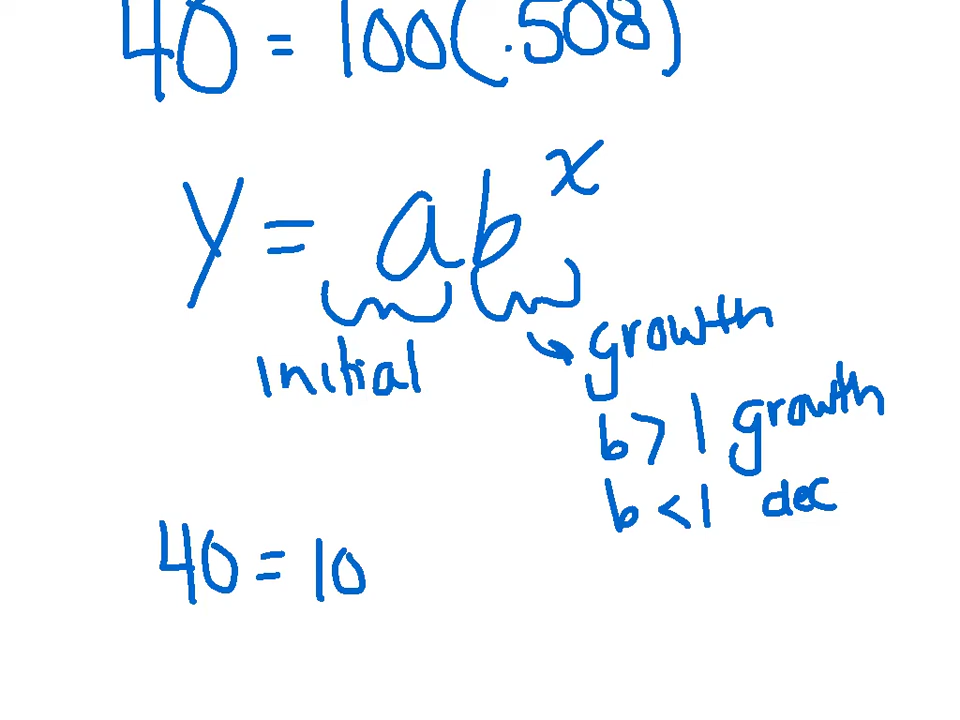 40 = 100(.508)
y = ab^x
initial
growth
b > 1 growth
b < 1 dec
40 = 10